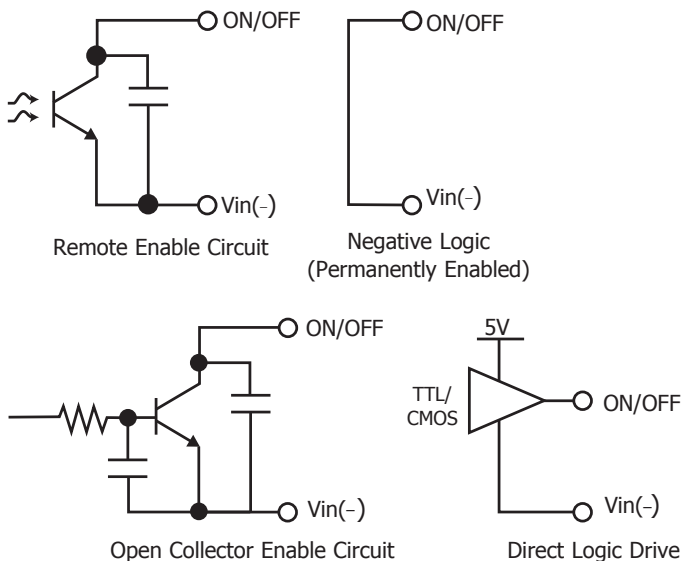 ON/OFF
Vin(–)
Remote Enable Circuit
ON/OFF
Vin(–)
Negative Logic
(Permanently Enabled)
ON/OFF
Vin(–)
Open Collector Enable Circuit
5V
TTL/
CMOS
ON/OFF
Vin(–)
Direct Logic Drive